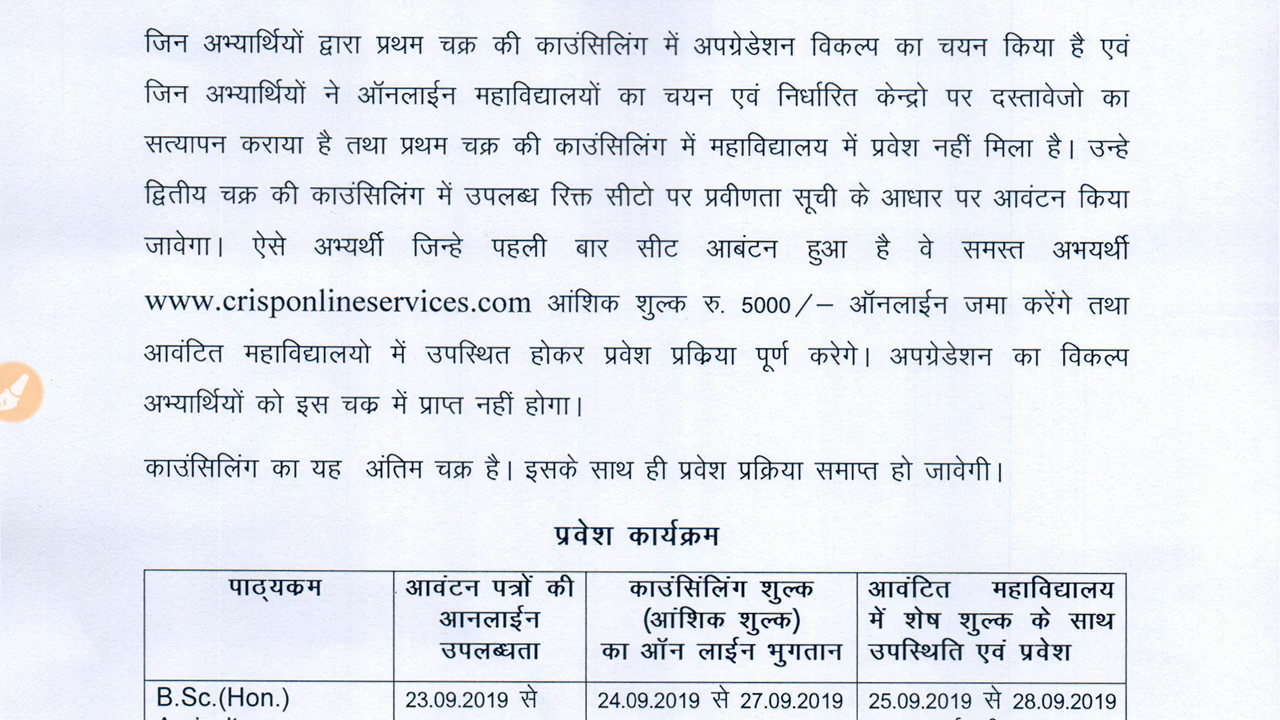 जिन अभ्यार्थियों द्वारा प्रथम चक्र की काउंसिलिंग में अपग्रेडेशन विकल्प का चयन किया है एवं
जिन अभ्यार्थियों ने ऑनलाईन महाविद्यालयों का चयन एवं निर्धारित केन्द्रो पर दस्तावेजो का
सत्यापन कराया है तथा प्रथम चक्र की काउंसिलिंग में महाविद्यालय में प्रवेश नहीं मिला है। उन्हे
द्वितीय चक्र की काउंसिलिंग में उपलब्ध रिक्त सीटो पर प्रवीणता सूची के आधार पर आवंटन किया
जावेगा। ऐसे अभ्यर्थी जिन्हे पहली बार सीट आबंटन हुआ है वे समस्त अभयर्थी
www.crisponlineservices.com आंशिक शुल्क रु. 5000/– ऑनलाईन जमा करेंगे तथा
आवंटित महाविद्यालयो में उपस्थित होकर प्रवेश प्रक्रिया पूर्ण करेगे। अपग्रेडेशन का विकल्प
अभ्यार्थियों को इस चक्र में प्राप्त नहीं होगा।
काउंसिलिंग का यह अंतिम चक्र है। इसके साथ ही प्रवेश प्रक्रिया समाप्त हो जावेगी।
प्रवेश कार्यक्रम
पाठ्यकम
आवंटन पत्रों की
आनलाईन
उपलब्धता
काउंसिंलिंग शुल्क
(आंशिक शुल्क)
का ऑन लाईन भुगतान
आवंटित महाविद्यालय
में शेष शुल्क के साथ
उपस्थिति एवं प्रवेश
B.Sc.(Hon.)
23.09.2019 से
24.09.2019 से 27.09.2019
25.09.2019 से 28.09.2019